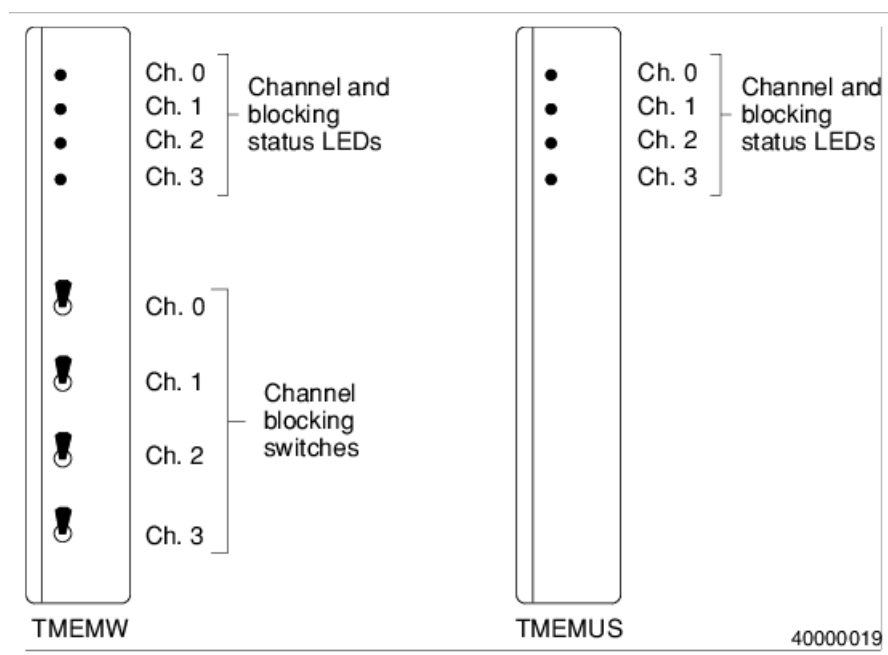 Ch. 0
Ch. 1
Ch. 2
Ch. 3
Channel and
blocking
status LEDs
Ch. 0
Ch. 1
Ch. 2
Ch. 3
Channel
blocking
switches
TMEMW
Ch. 0
Ch. 1
Ch. 2
Ch. 3
Channel and
blocking
status LEDs
TMEMUS
40000019